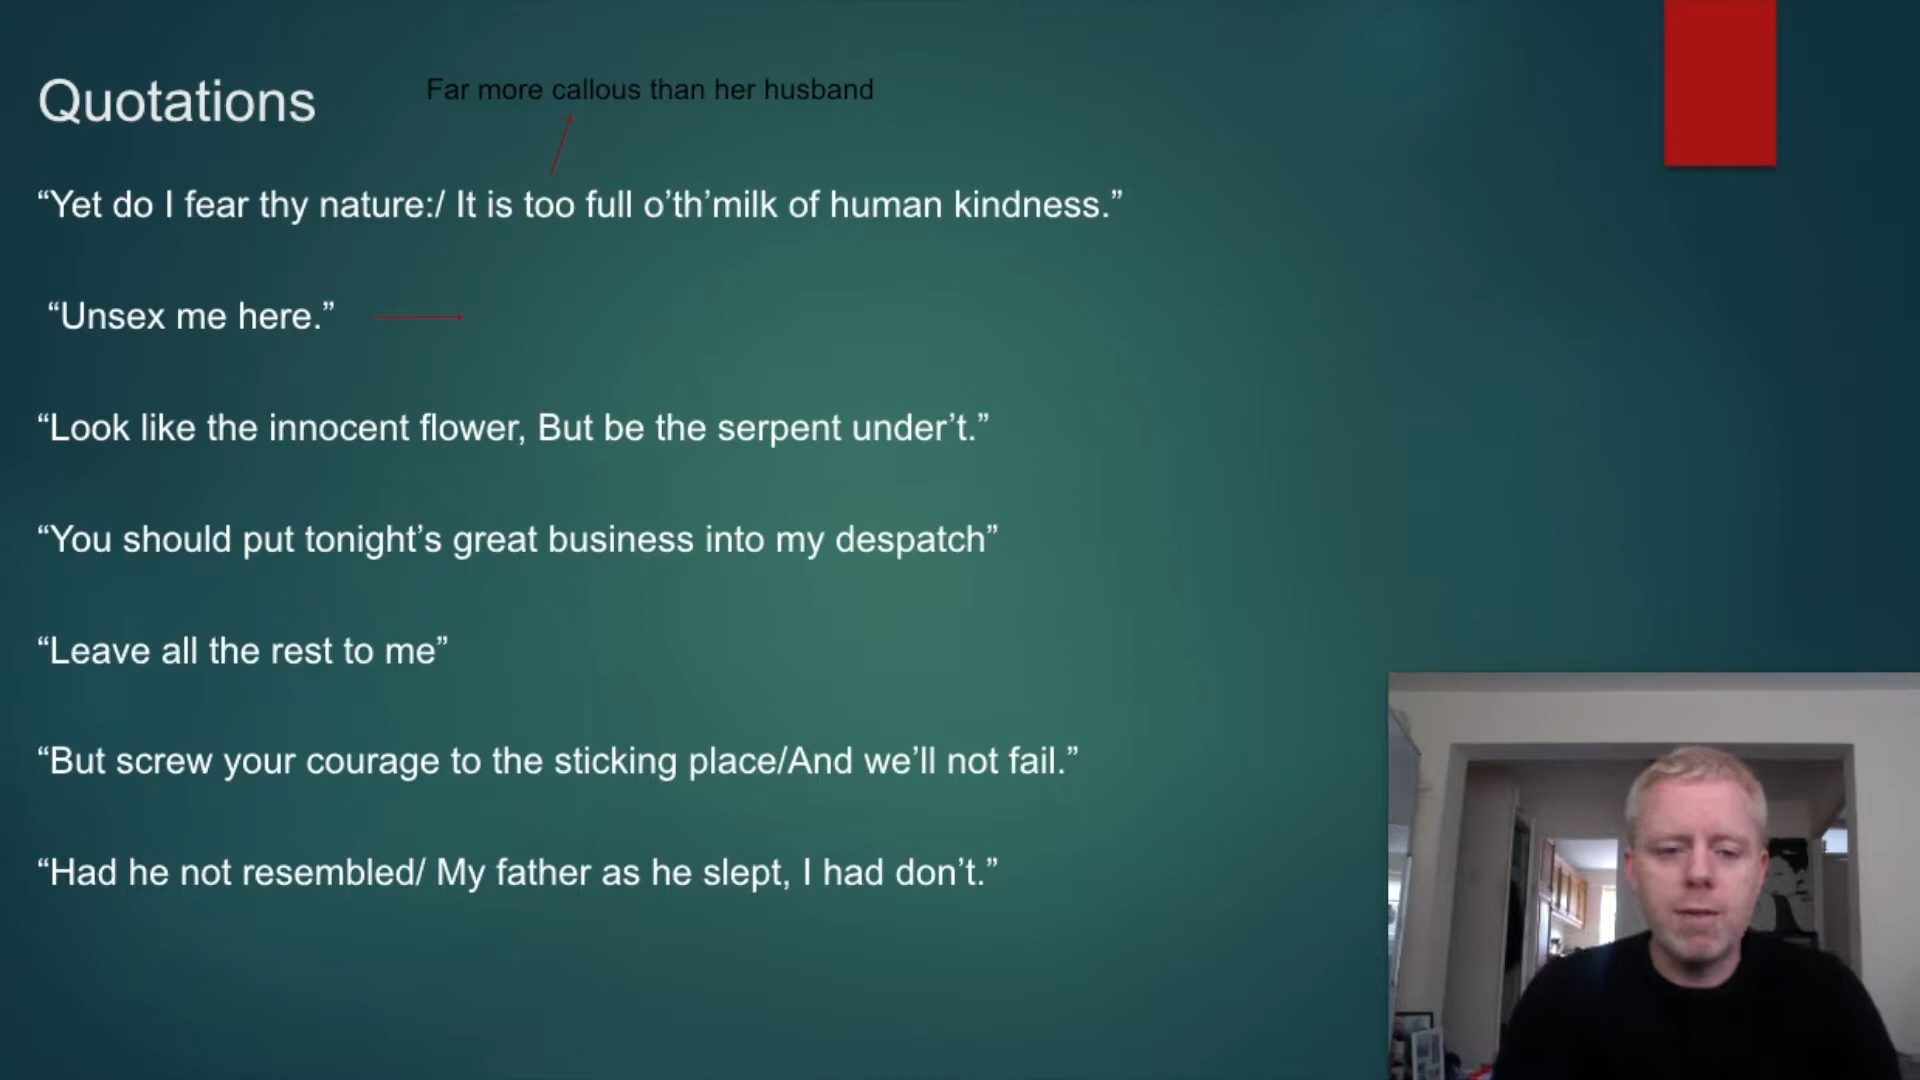 Quotations
Far more callous than her husband
“Yet do I fear thy nature:/ It is too full o’th’milk of human kindness.”
“Unsex me here.”
“Look like the innocent flower, But be the serpent under’t.”
“You should put tonight’s great business into my despatch”
“Leave all the rest to me”
“But screw your courage to the sticking place/And we’ll not fail.”
“Had he not resembled/ My father as he slept, I had don’t.”